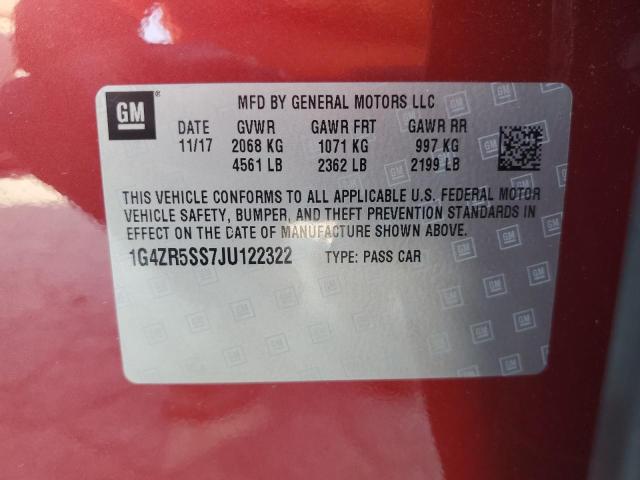 GM
MFD BY GENERAL MOTORS LLC
DATE GVWR GAWR FRT GAWR RR
11/17 2068 KG 1071 KG 997 KG
4561 LB 2362 LB 2199 LB
THIS VEHICLE CONFORMS TO ALL APPLICABLE U.S. FEDERAL MOTOR
VEHICLE SAFETY, BUMPER, AND THEFT PREVENTION STANDARDS IN
EFFECT ON THE DATE OF MANUFACTURE SHOWN ABOVE.
1G4ZR5SS7JU122322 TYPE: PASS CAR